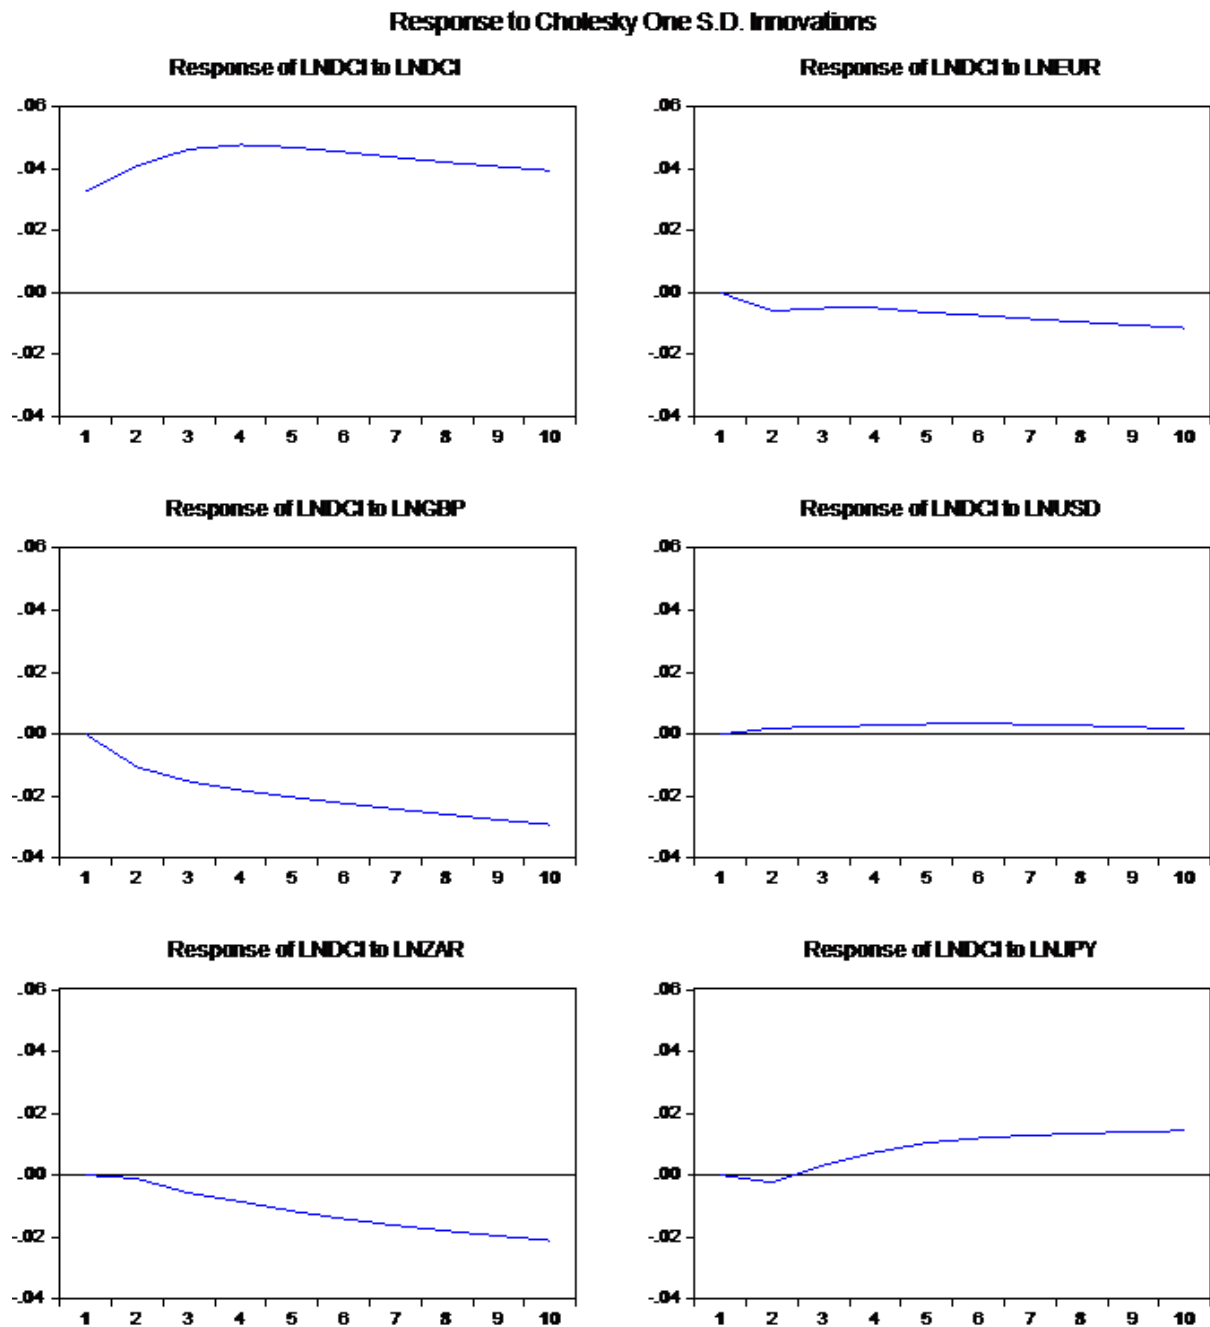 Response to Cholesky One S.D. Innovations
Response of LNDCI to LNDCI
.06
.04
.02
.00
-.02
-.04
1 2 3 4 5 6 7 8 9 10
Response of LNDCI to LNEUR
.06
.04
.02
.00
-.02
-.04
1 2 3 4 5 6 7 8 9 10
Response of LNDCI to LNGBP
.06
.04
.02
.00
-.02
-.04
1 2 3 4 5 6 7 8 9 10
Response of LNDCI to LNUSD
.06
.04
.02
.00
-.02
-.04
1 2 3 4 5 6 7 8 9 10
Response of LNDCI to LNZAR
.06
.04
.02
.00
-.02
-.04
1 2 3 4 5 6 7 8 9 10
Response of LNDCI to LNJPY
.06
.04
.02
.00
-.02
-.04
1 2 3 4 5 6 7 8 9 10